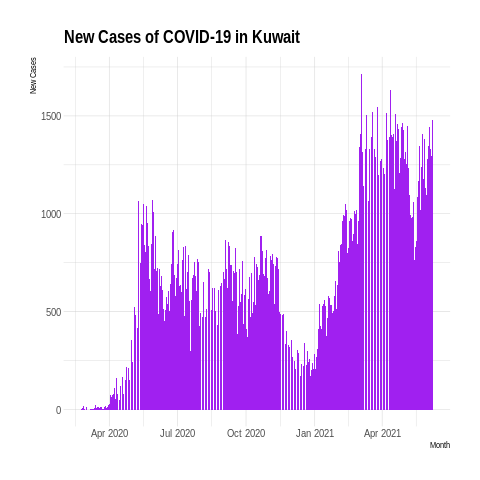 New Cases of COVID-19 in Kuwait
New Cases
1500
1000
500
0
Apr 2020 Jul 2020 Oct 2020 Jan 2021 Apr 2021
Month